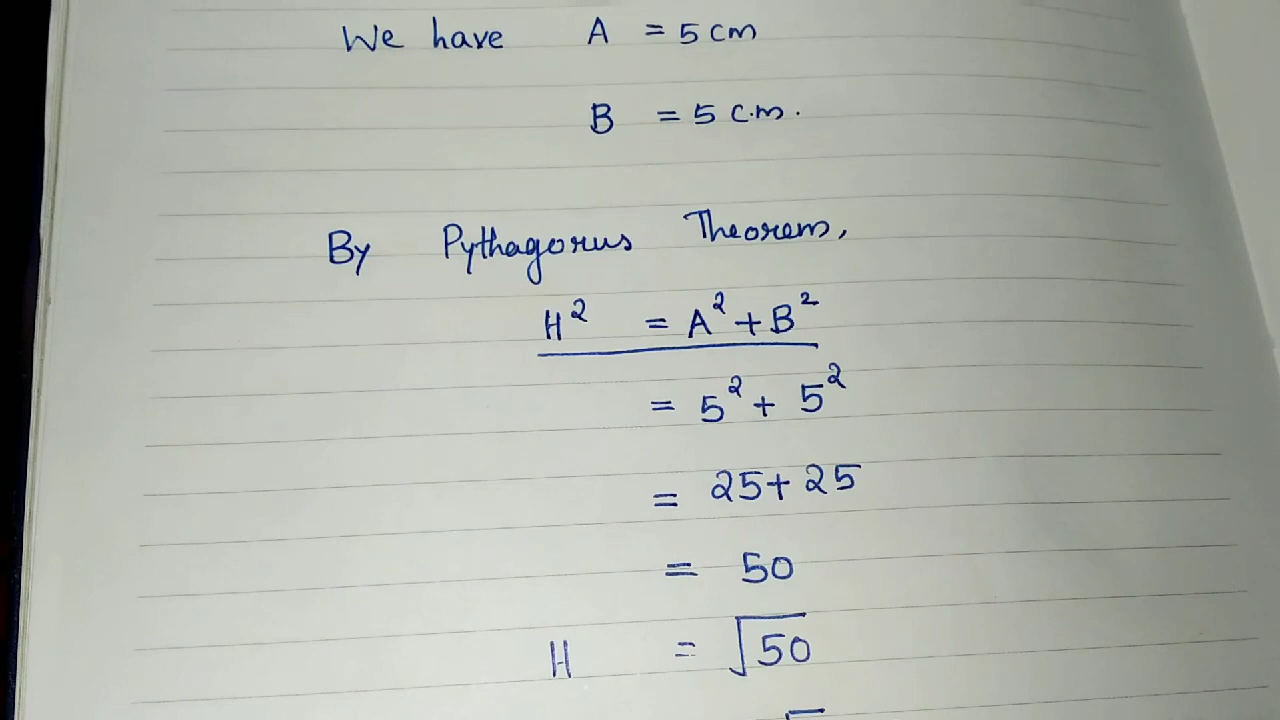 We have A = 5 cm
B = 5 c.m.
By Pythagorus Theorem,
H² = A² + B²
= 5² + 5²
= 25 + 25
= 50
H = √50